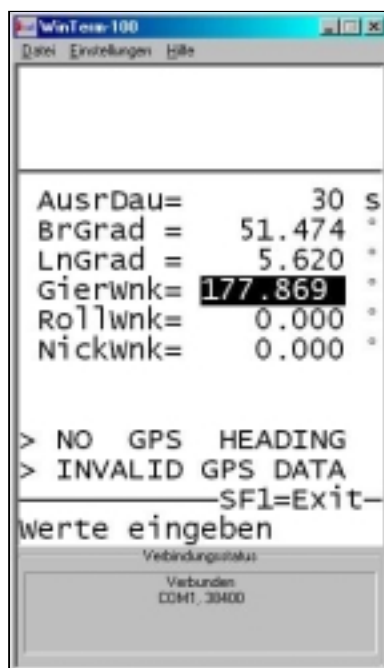 WinTerm-100
Datei Einstellungen Hilfe
AusrDau= 30 s
BrGrad = 51.474 °
LnGrad = 5.620 °
GierWnk= 177.869 °
RollWnk= 0.000 °
NickWnk= 0.000 °
> NO GPS HEADING
> INVALID GPS DATA
SF1=Exit
Werte eingeben
Verbindungsstatus
Verbunden
COM1, 38400